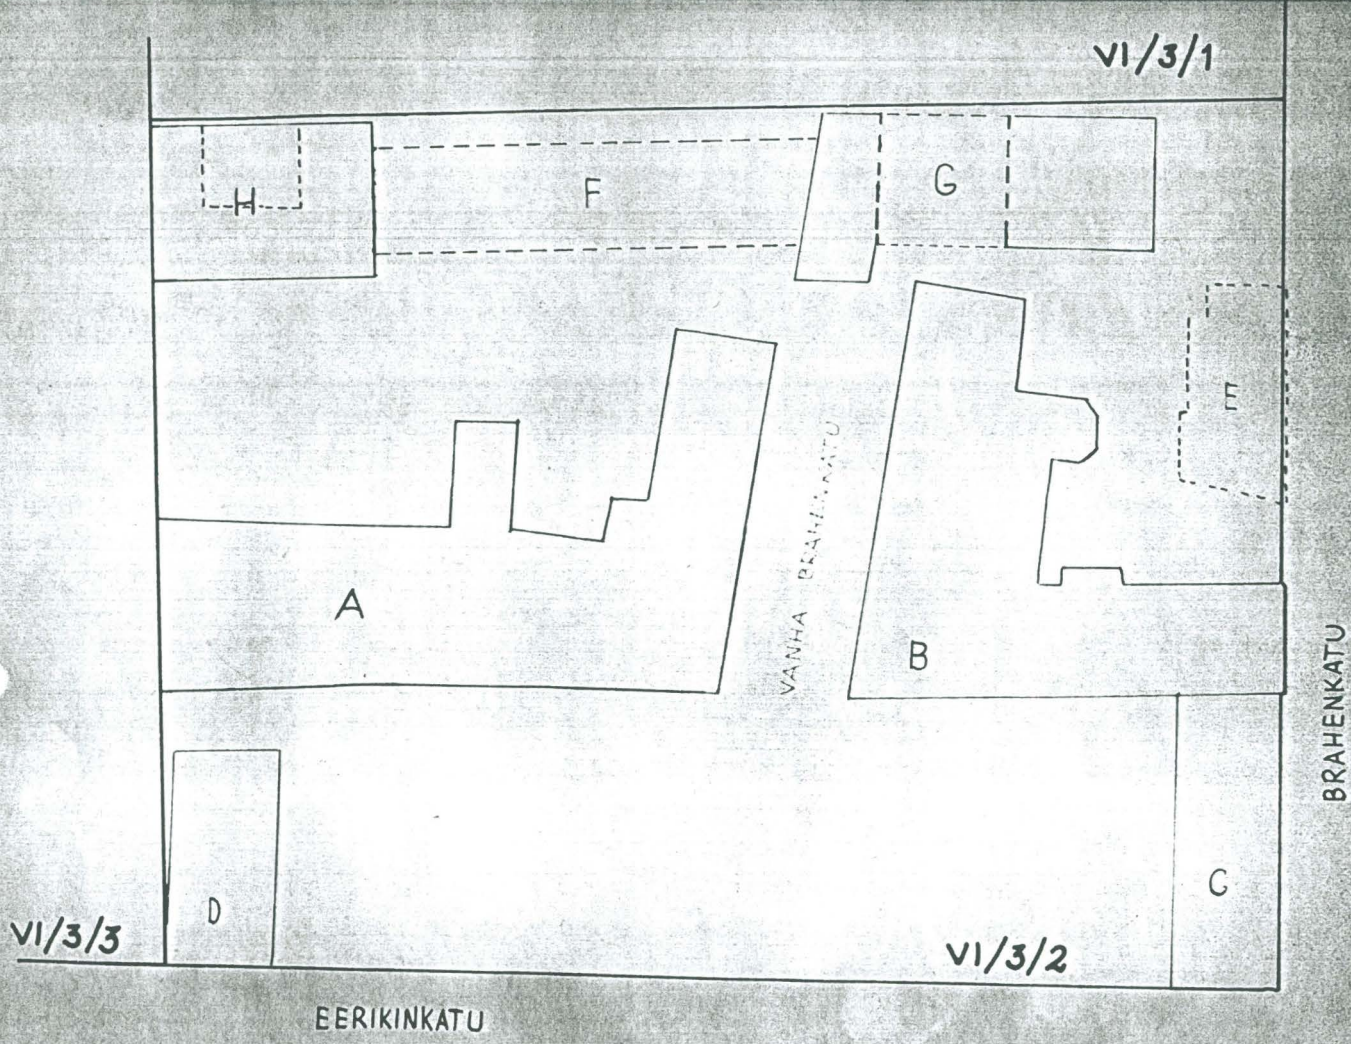 VI/3/1
H
F
G
E
A
VANHA BRAHENKATU
B
BRAHENKATU
C
D
VI/3/3
VI/3/2
EERIKINKATU